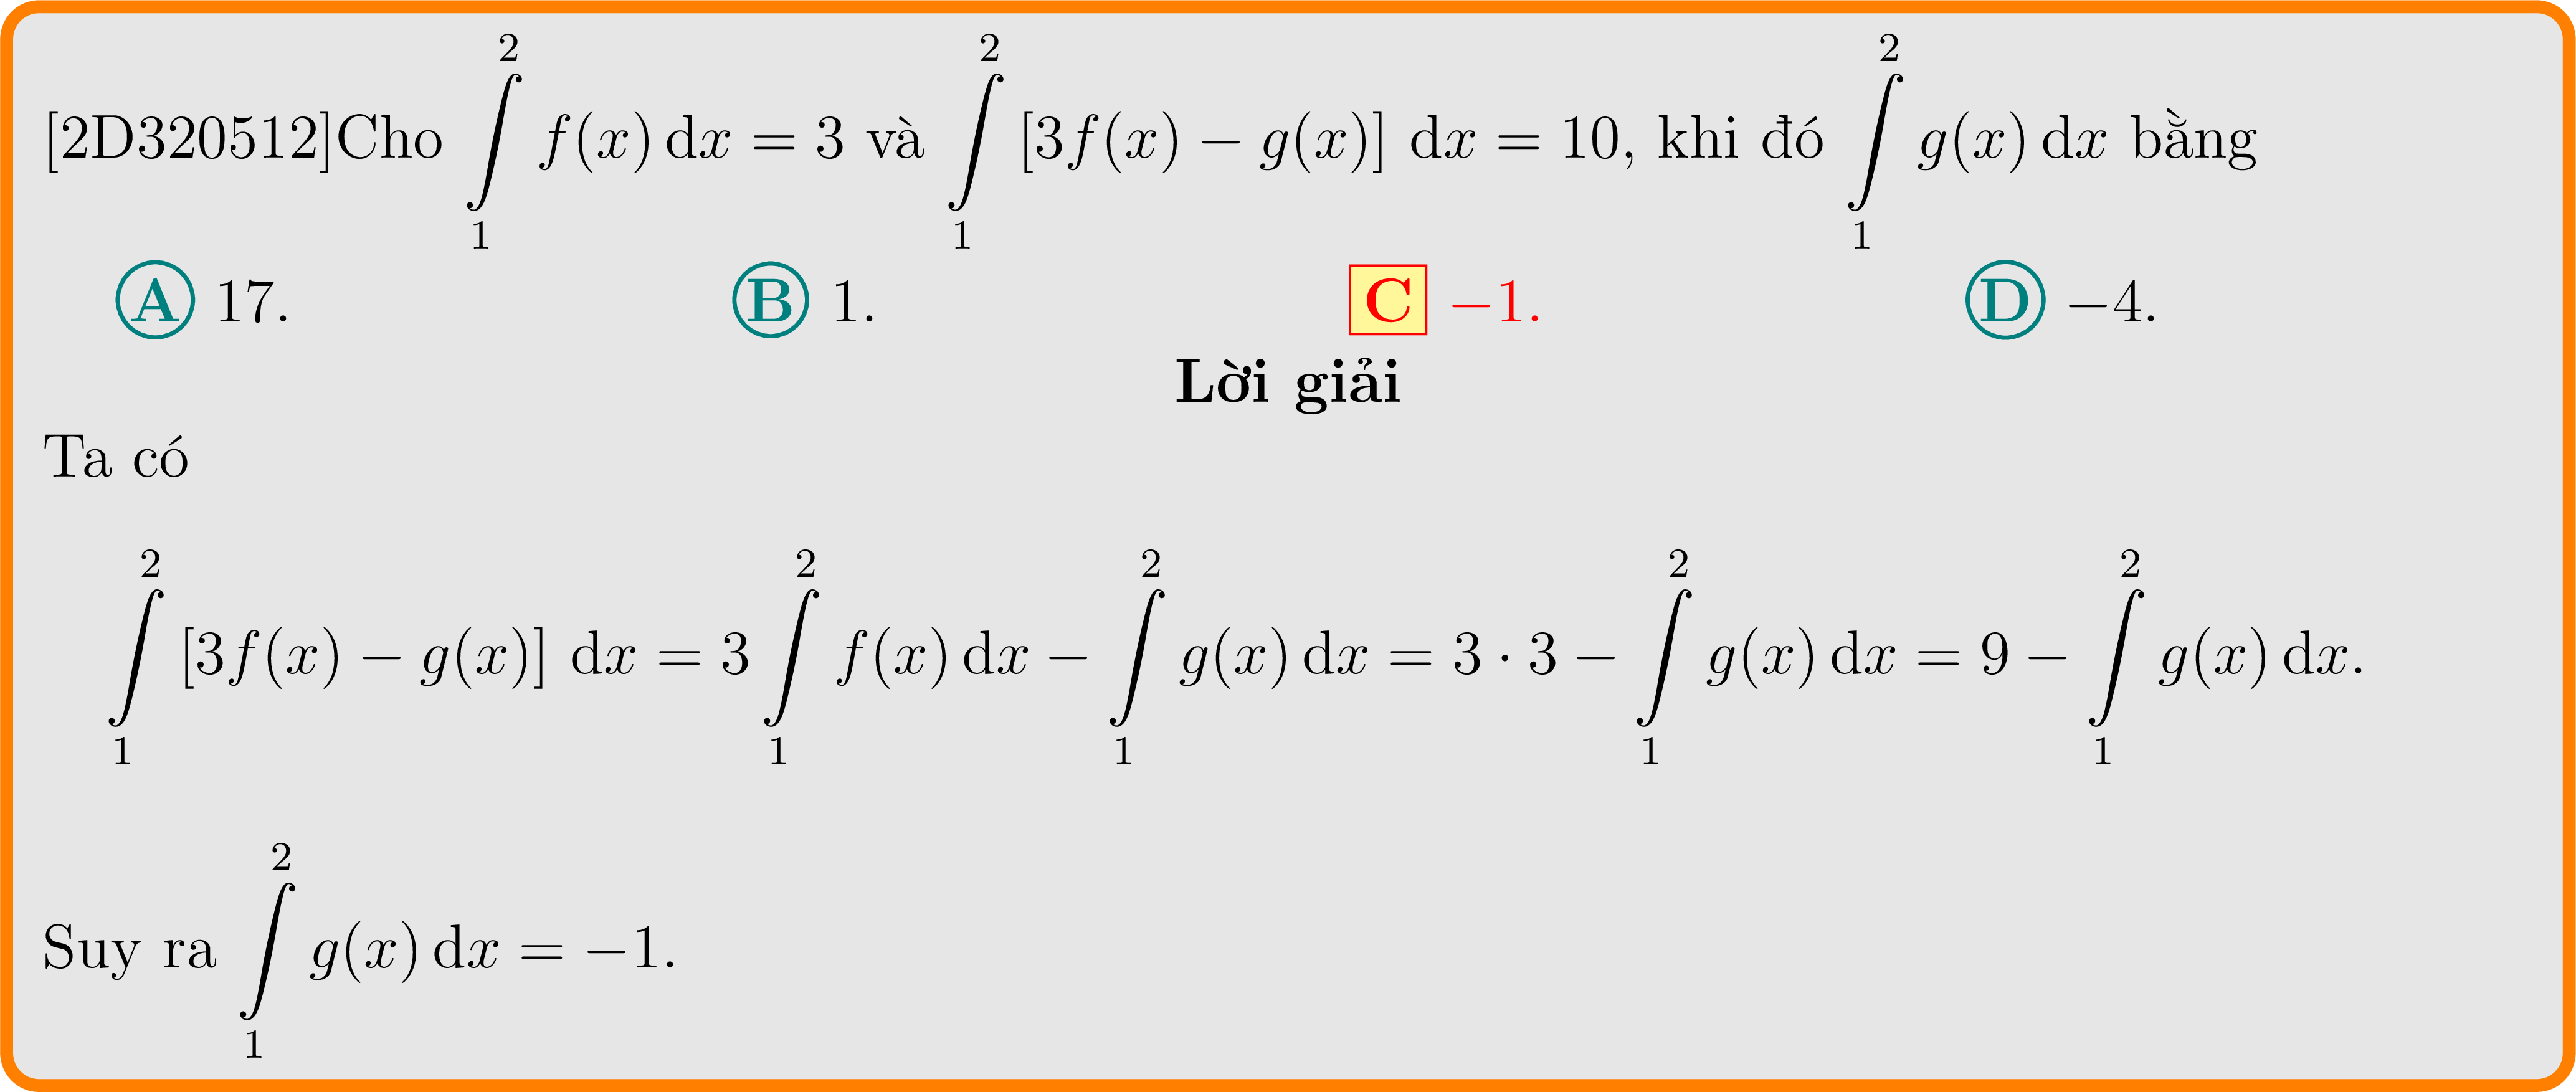 [2D320512]Cho $\int\limits_1^2 f(x)\,\mathrm{d}x = 3$ và $\int\limits_1^2 [3f(x) - g(x)]\,\mathrm{d}x = 10$, khi đó $\int\limits_1^2 g(x)\,\mathrm{d}x$ bằng
A 17. B 1. C −1. D −4.
Lời giải
Ta có
$\int\limits_1^2 [3f(x) - g(x)]\,\mathrm{d}x = 3\int\limits_1^2 f(x)\,\mathrm{d}x - \int\limits_1^2 g(x)\,\mathrm{d}x = 3 \cdot 3 - \int\limits_1^2 g(x)\,\mathrm{d}x = 9 - \int\limits_1^2 g(x)\,\mathrm{d}x.$
Suy ra $\int\limits_1^2 g(x)\,\mathrm{d}x = -1.$